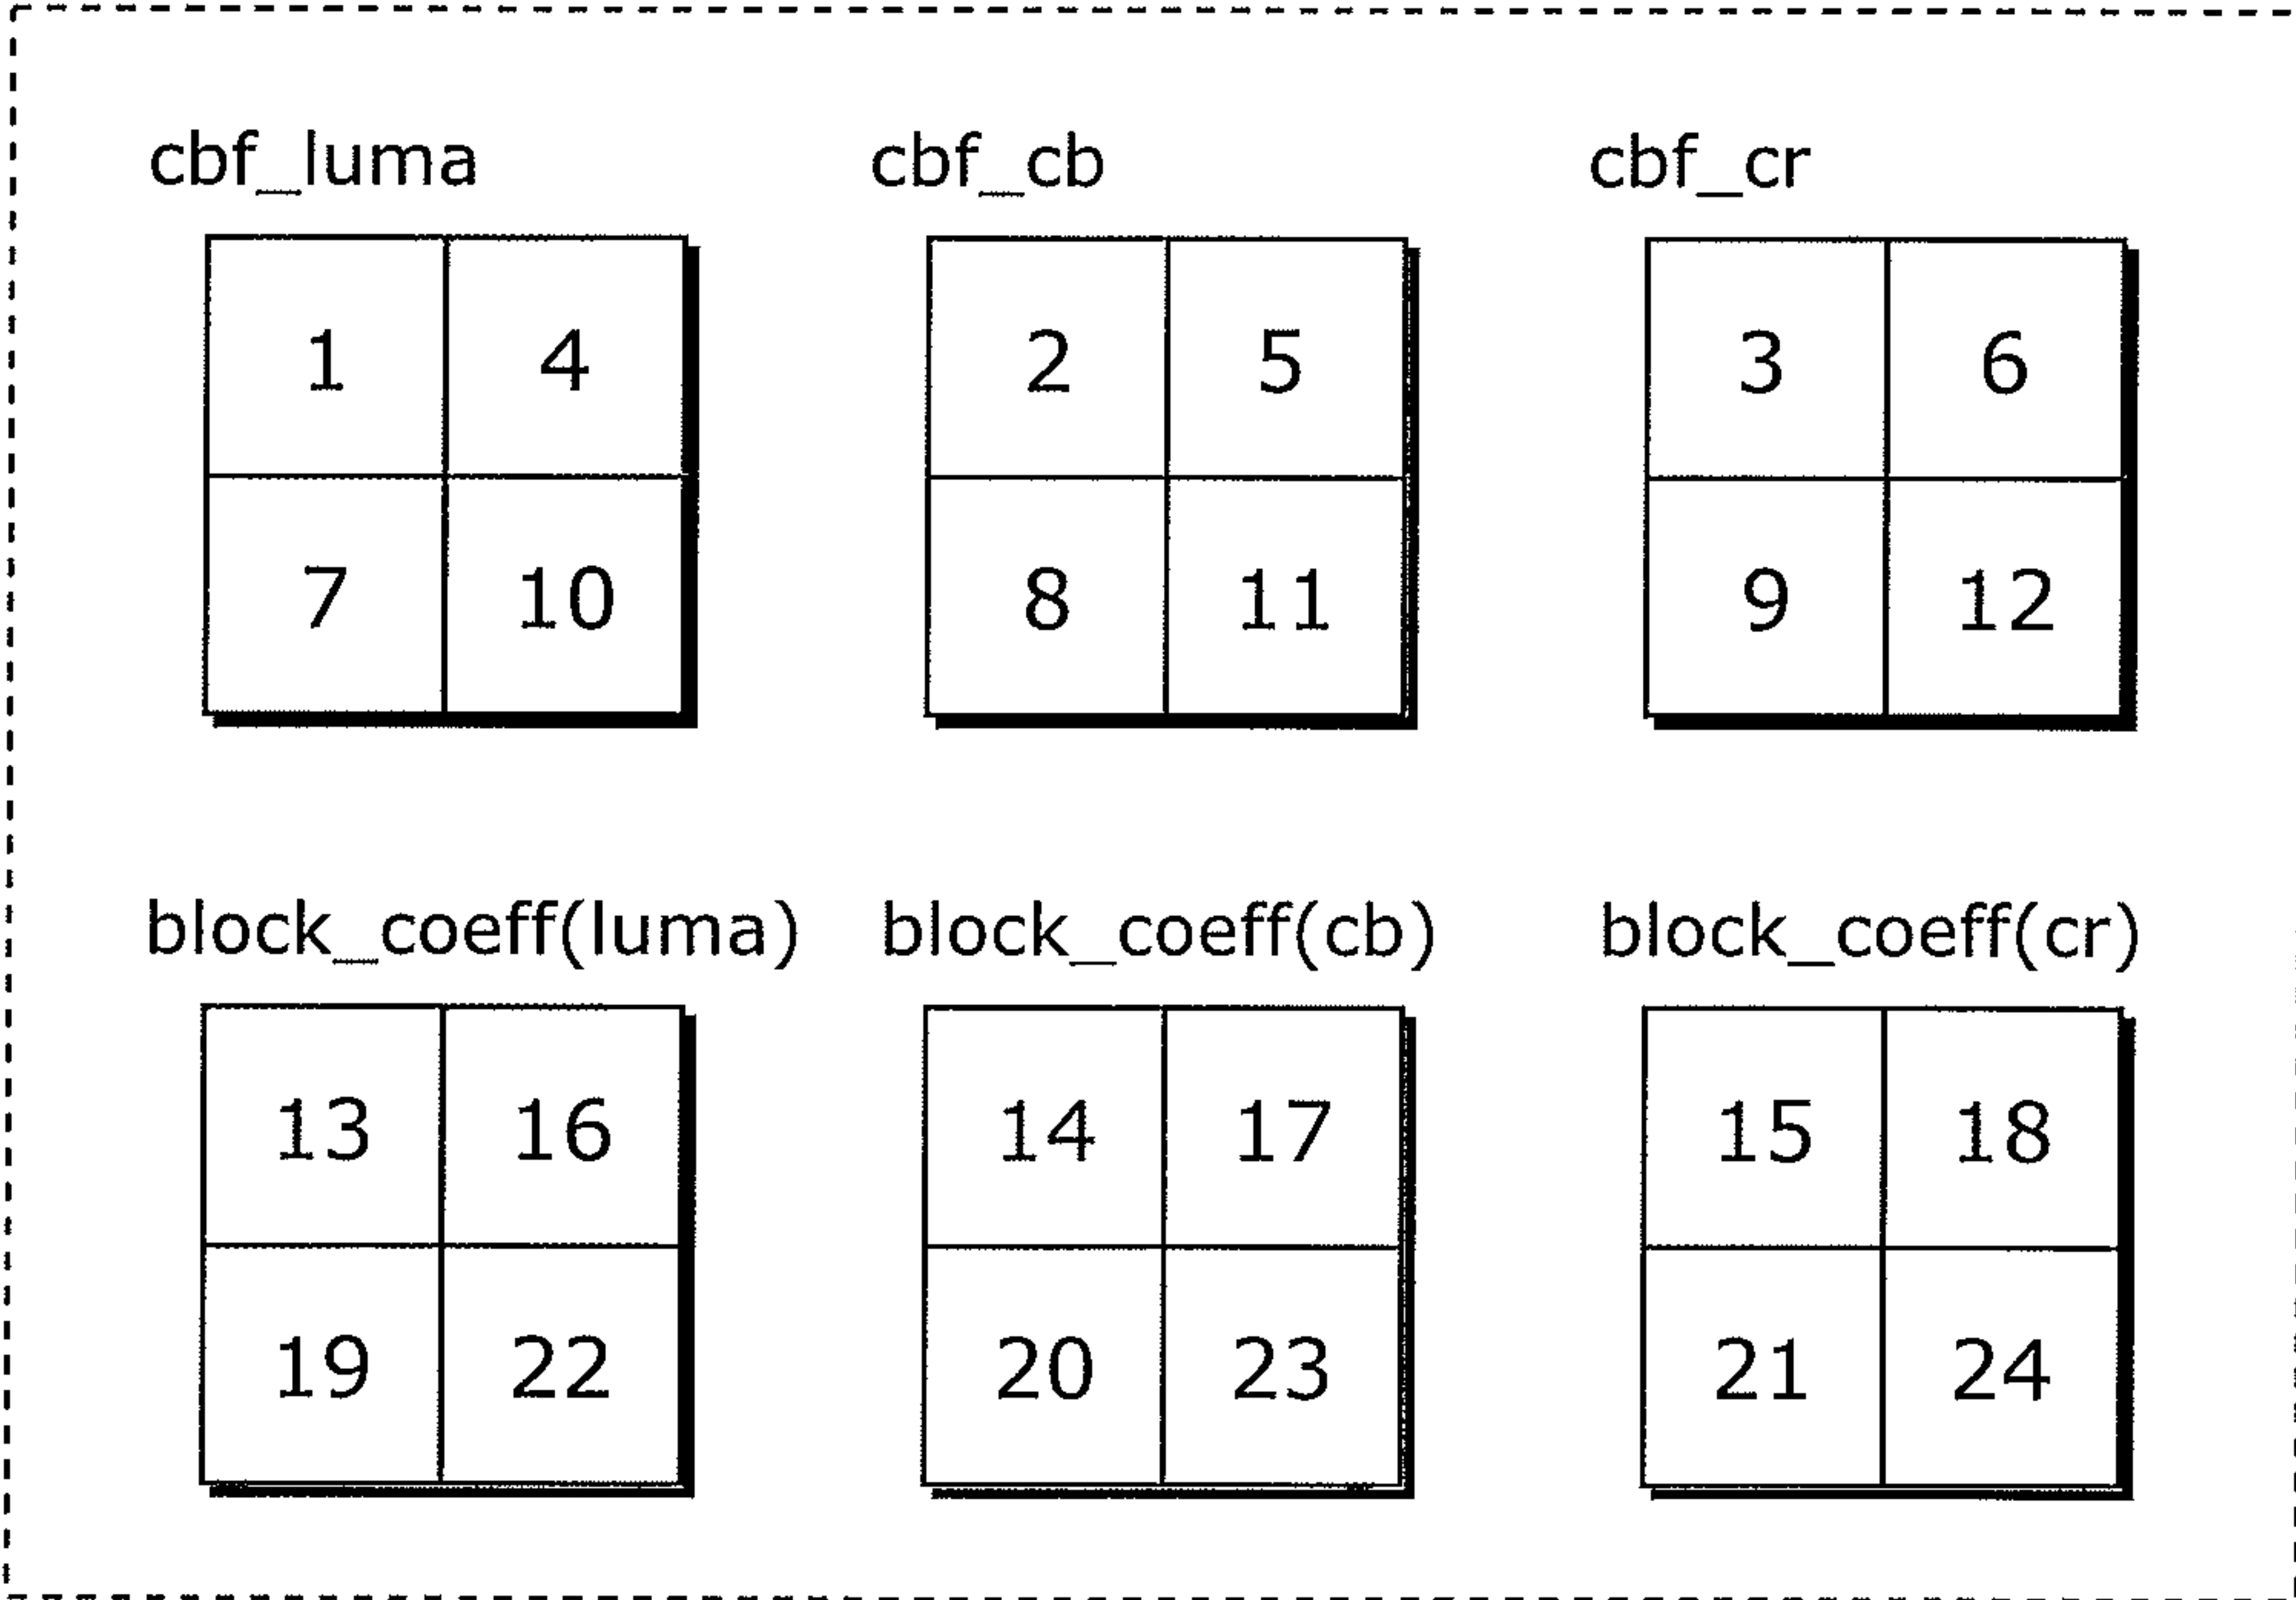 cbf_luma cbf_cb cbf_cr
1 4 2 5 3 6
7 10 8 11 9 12
block_coeff(luma) block_coeff(cb) block_coeff(cr)
13 16 14 17 15 18
19 22 20 23 21 24